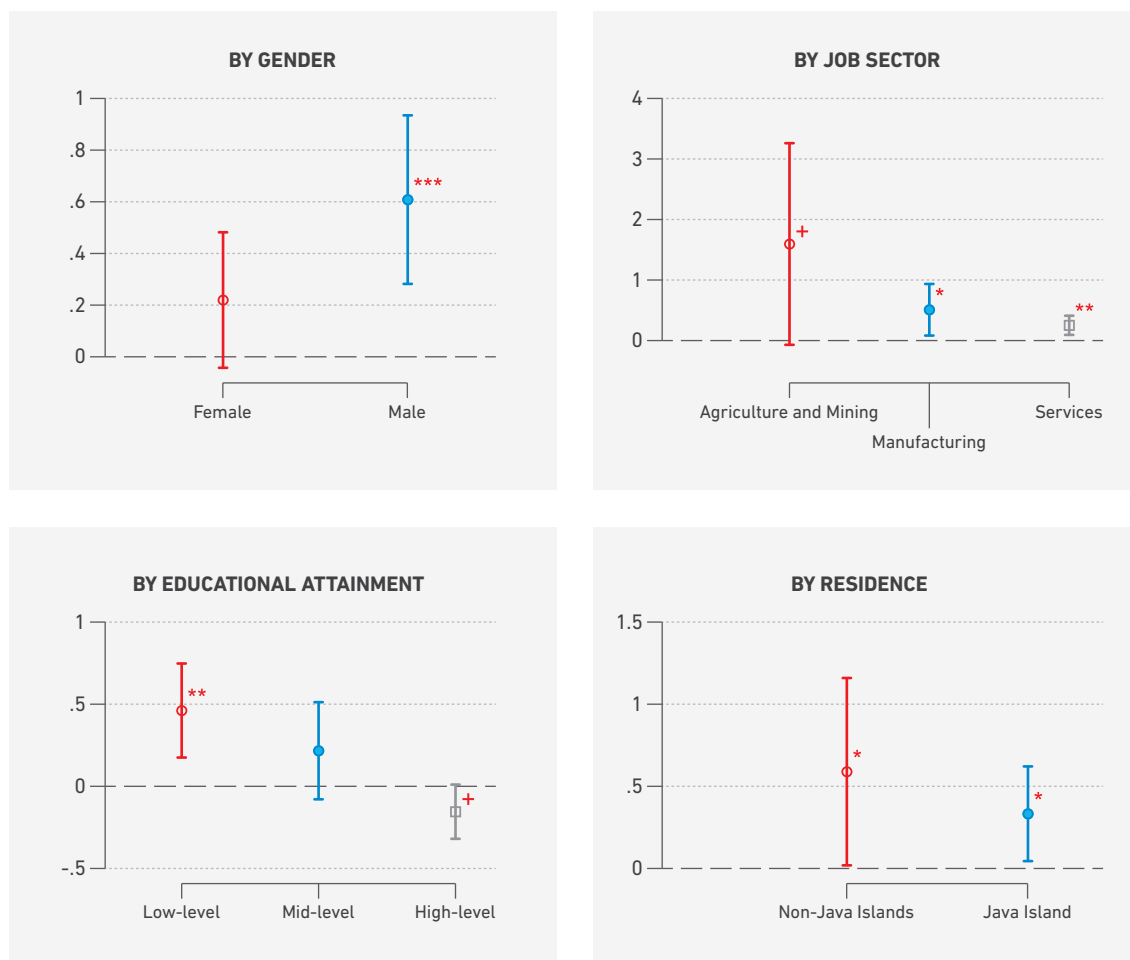 BY GENDER
1
.8
.6
.4
.2
0
***
Female
Male
BY JOB SECTOR
4
3
2
1
0
+
*
**
Agriculture and Mining
Services
Manufacturing
BY EDUCATIONAL ATTAINMENT
1
.5
0
-.5
**
+
Low-level
Mid-level
High-level
BY RESIDENCE
1.5
1
.5
0
*
*
Non-Java Islands
Java Island